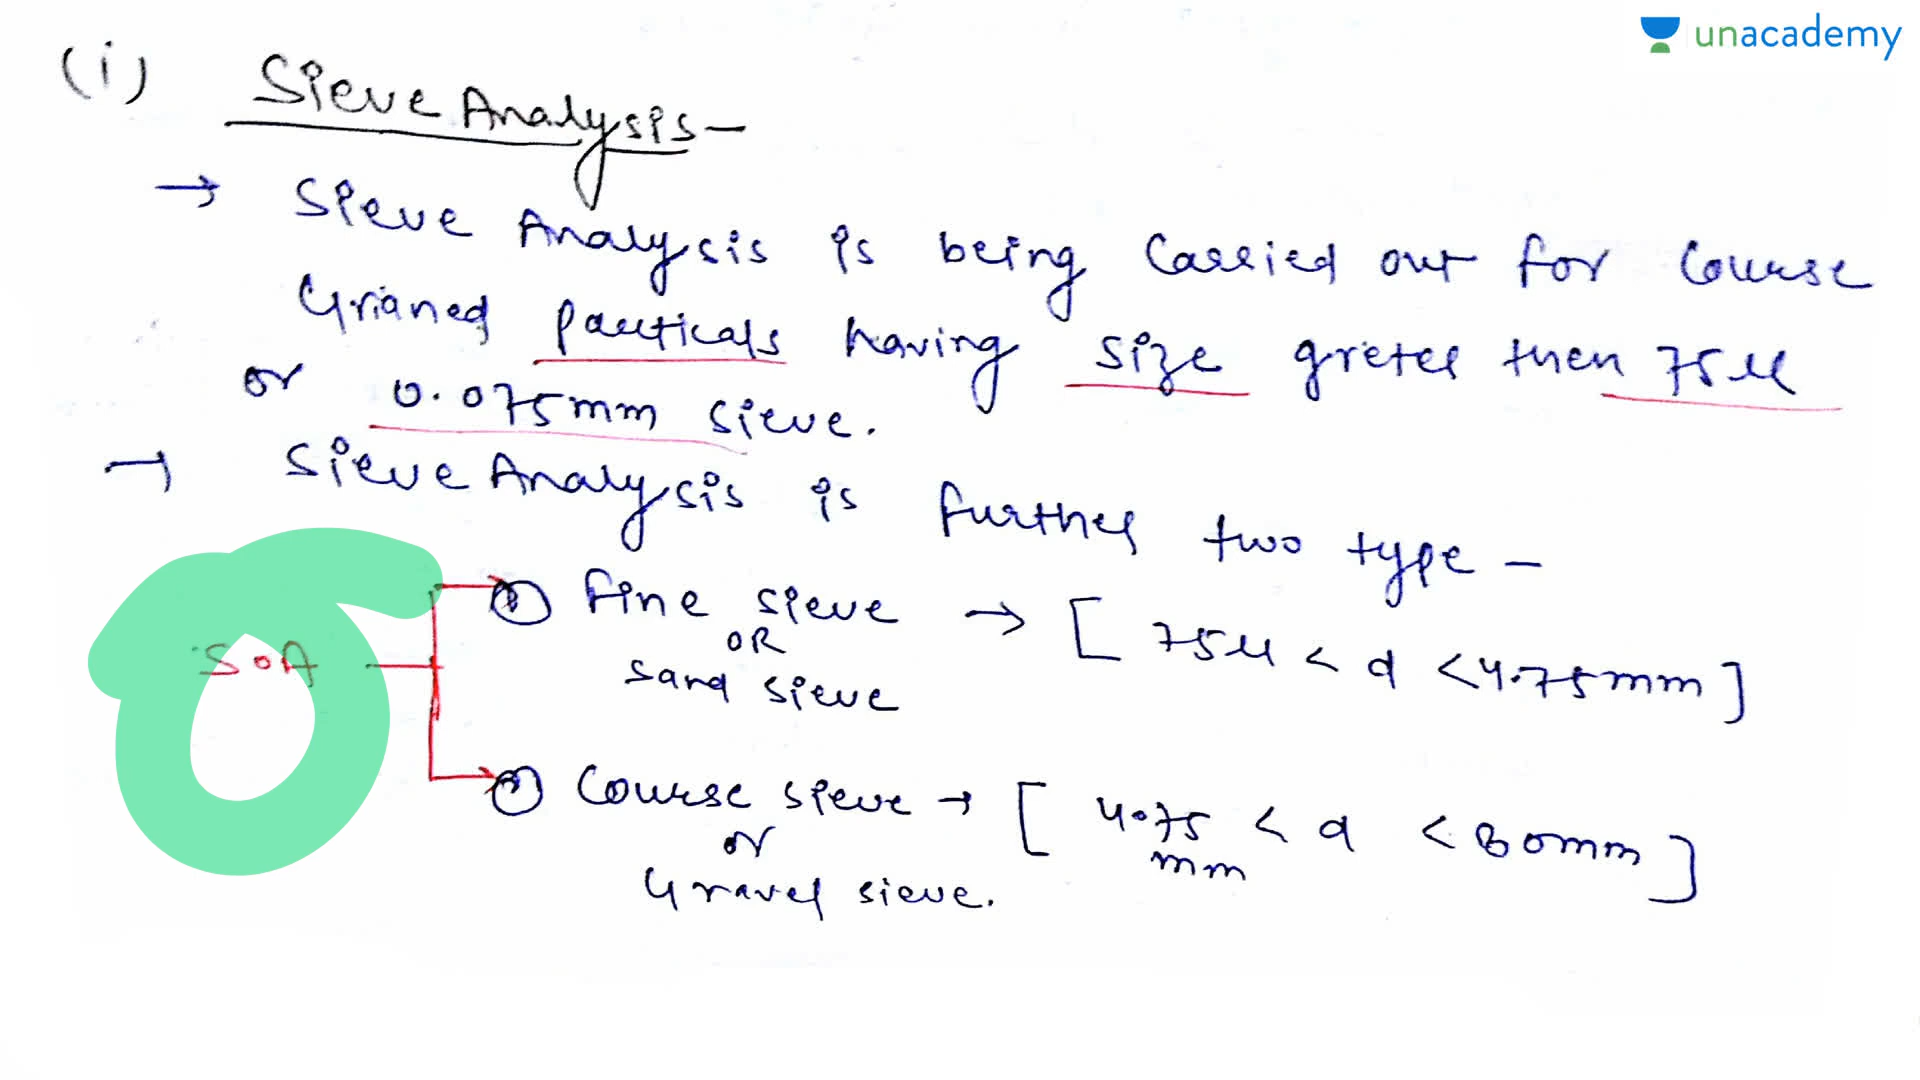 unacademy
(i) Sieve Analysis-
→ Sieve Analysis is being Carried out for Course
Grianed particals having size greter then 75μ
or 0.075mm sieve.
→ Sieve Analysis is further two type -
① fine sieve → [ 75μ < d < 4.75mm ]
OR
sand sieve
S.A
② Course sieve → [ 4.75 mm < d < 80mm ]
or
Gravel sieve.